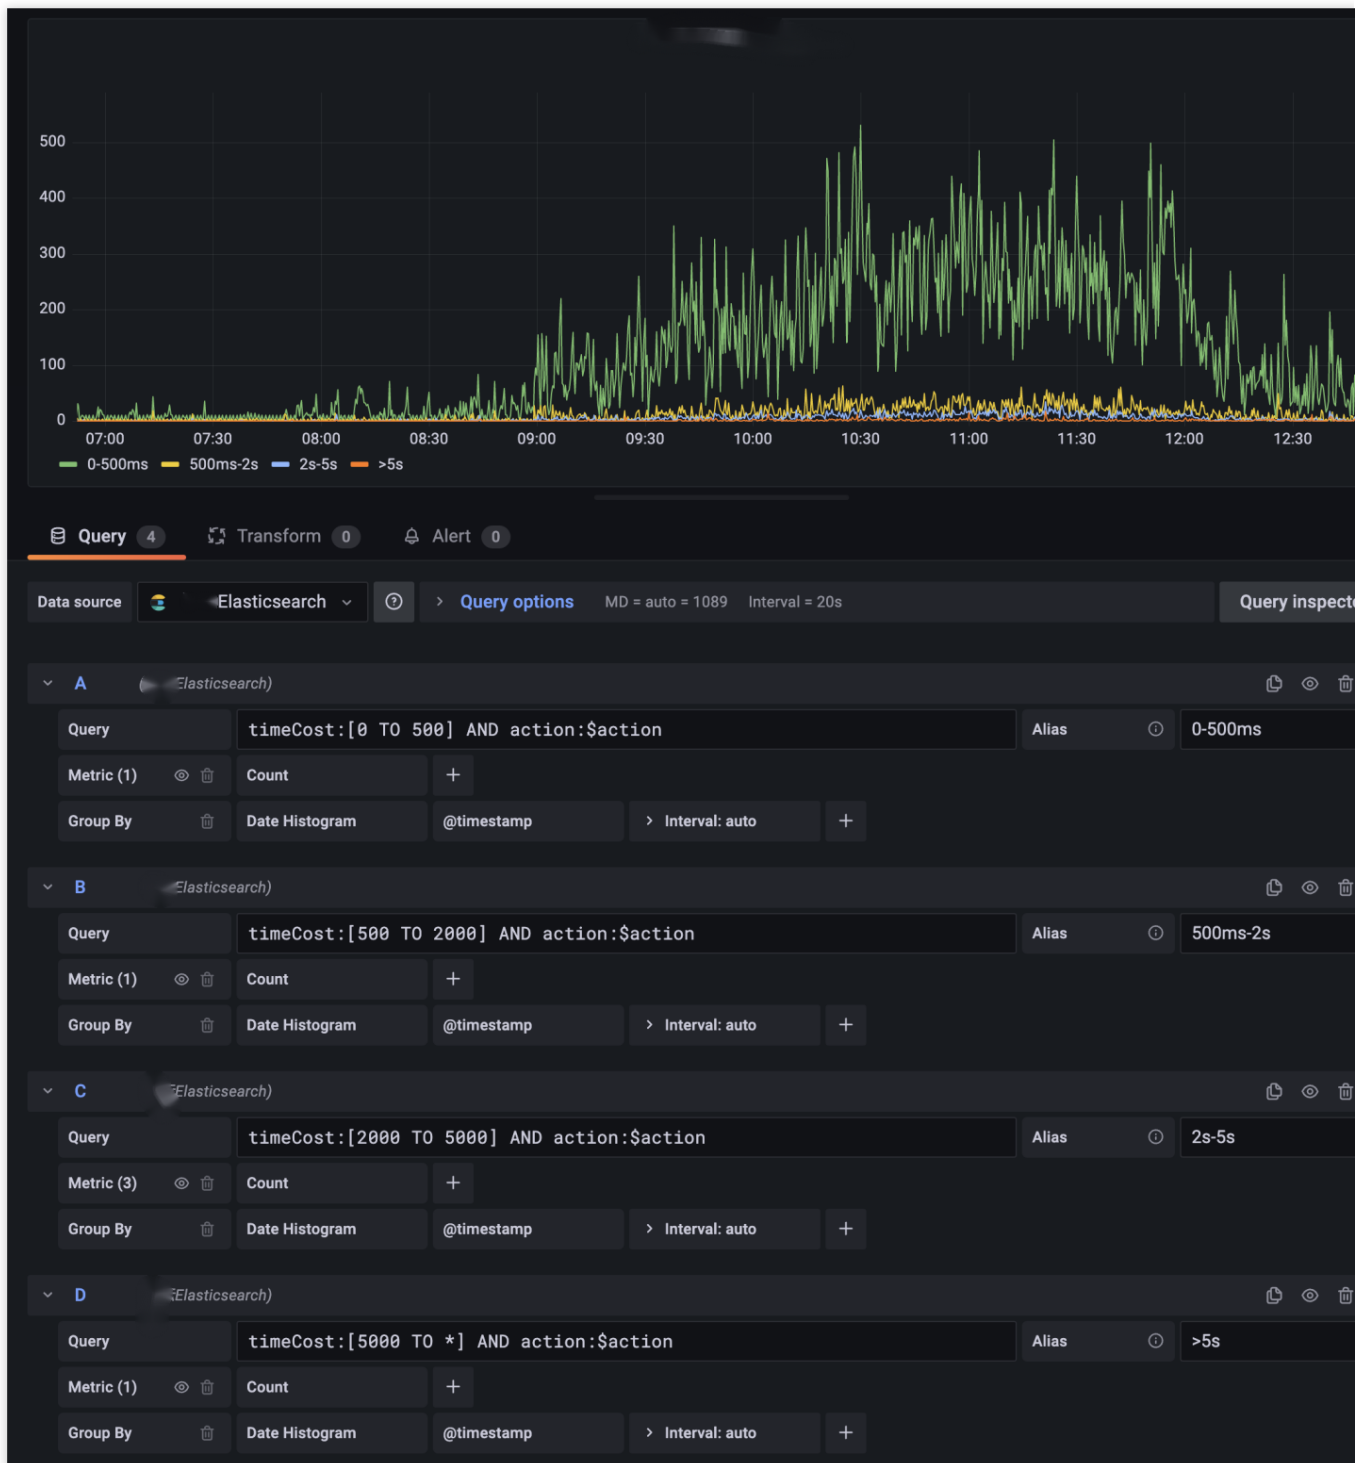 500
400
300
200
100
0
07:00 07:30 08:00 08:30 09:00 09:30 10:00 10:30 11:00 11:30 12:00 12:30
0-500ms 500ms-2s 2s-5s >5s
Query 4 Transform 0 Alert 0
Data source Elasticsearch Query options MD = auto = 1089 Interval = 20s Query inspect
A Elasticsearch)
Query timeCost:[0 TO 500] AND action:$action Alias 0-500ms
Metric (1) Count +
Group By Date Histogram @timestamp > Interval: auto +
B Elasticsearch)
Query timeCost:[500 TO 2000] AND action:$action Alias 500ms-2s
Metric (1) Count +
Group By Date Histogram @timestamp > Interval: auto +
C Elasticsearch)
Query timeCost:[2000 TO 5000] AND action:$action Alias 2s-5s
Metric (3) Count +
Group By Date Histogram @timestamp > Interval: auto +
D Elasticsearch)
Query timeCost:[5000 TO *] AND action:$action Alias >5s
Metric (1) Count +
Group By Date Histogram @timestamp > Interval: auto +